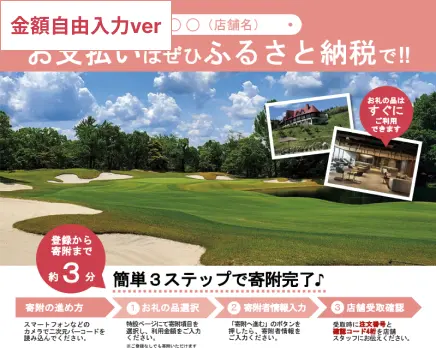 金額自由入力ver
○○（店舗名）
お支払いはぜひふるさと納税で!!
お礼の品は
すぐに
ご利用
できます
登録から
寄附まで
約3分
簡単３ステップで寄附完了♪
寄附の進め方
1 お礼の品選択
2 寄附者情報入力
3 店舗受取確認
スマートフォンなどの
カメラで二次元バーコードを
読み込んでください。
特設ページにて寄附項目を
選択し、利用金額をご入力
ください。
「寄附へ進む」のボタンを
押したら、寄附者情報を
ご入力ください。
受取時に注文番号と
確認コード4桁を店舗
スタッフにお伝えください。